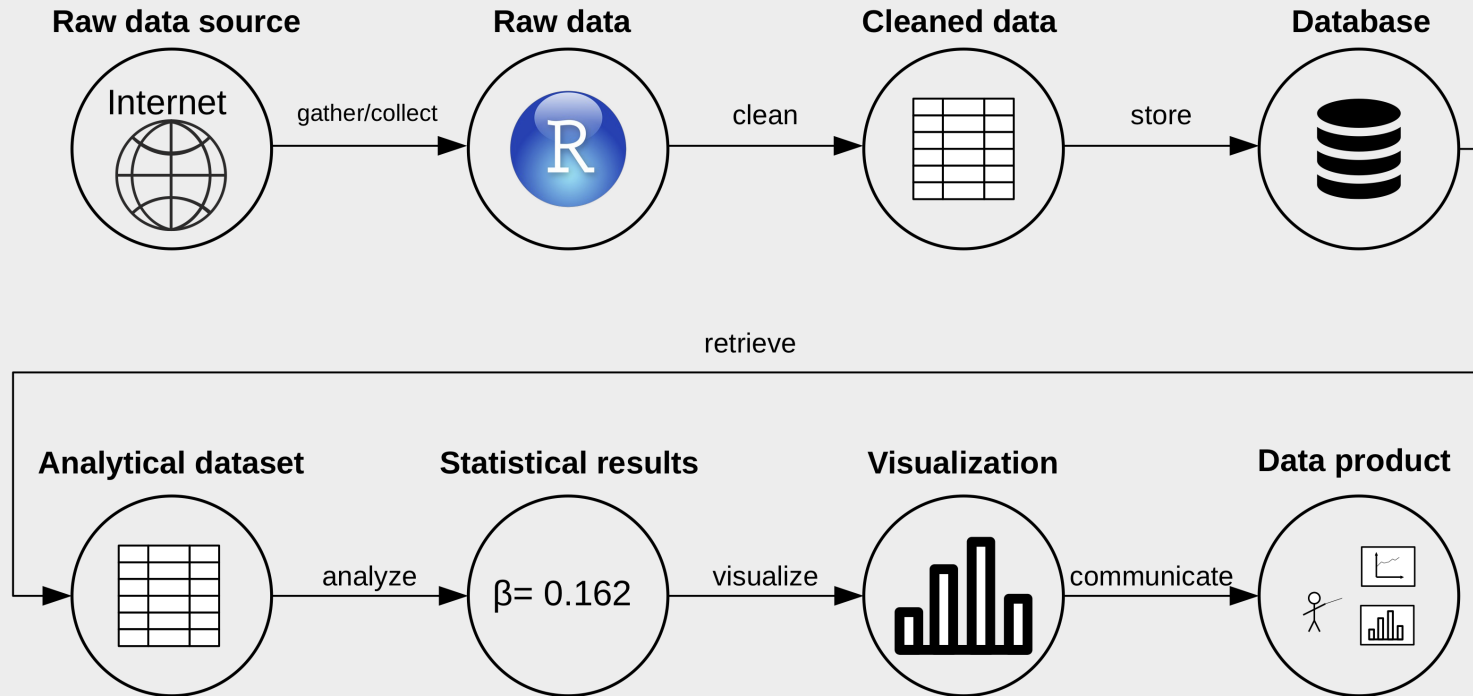 Raw data source
Raw data
Cleaned data
Database
Internet
gather/collect
R
clean
store
retrieve
Analytical dataset
Statistical results
Visualization
Data product
analyze
β= 0.162
visualize
communicate